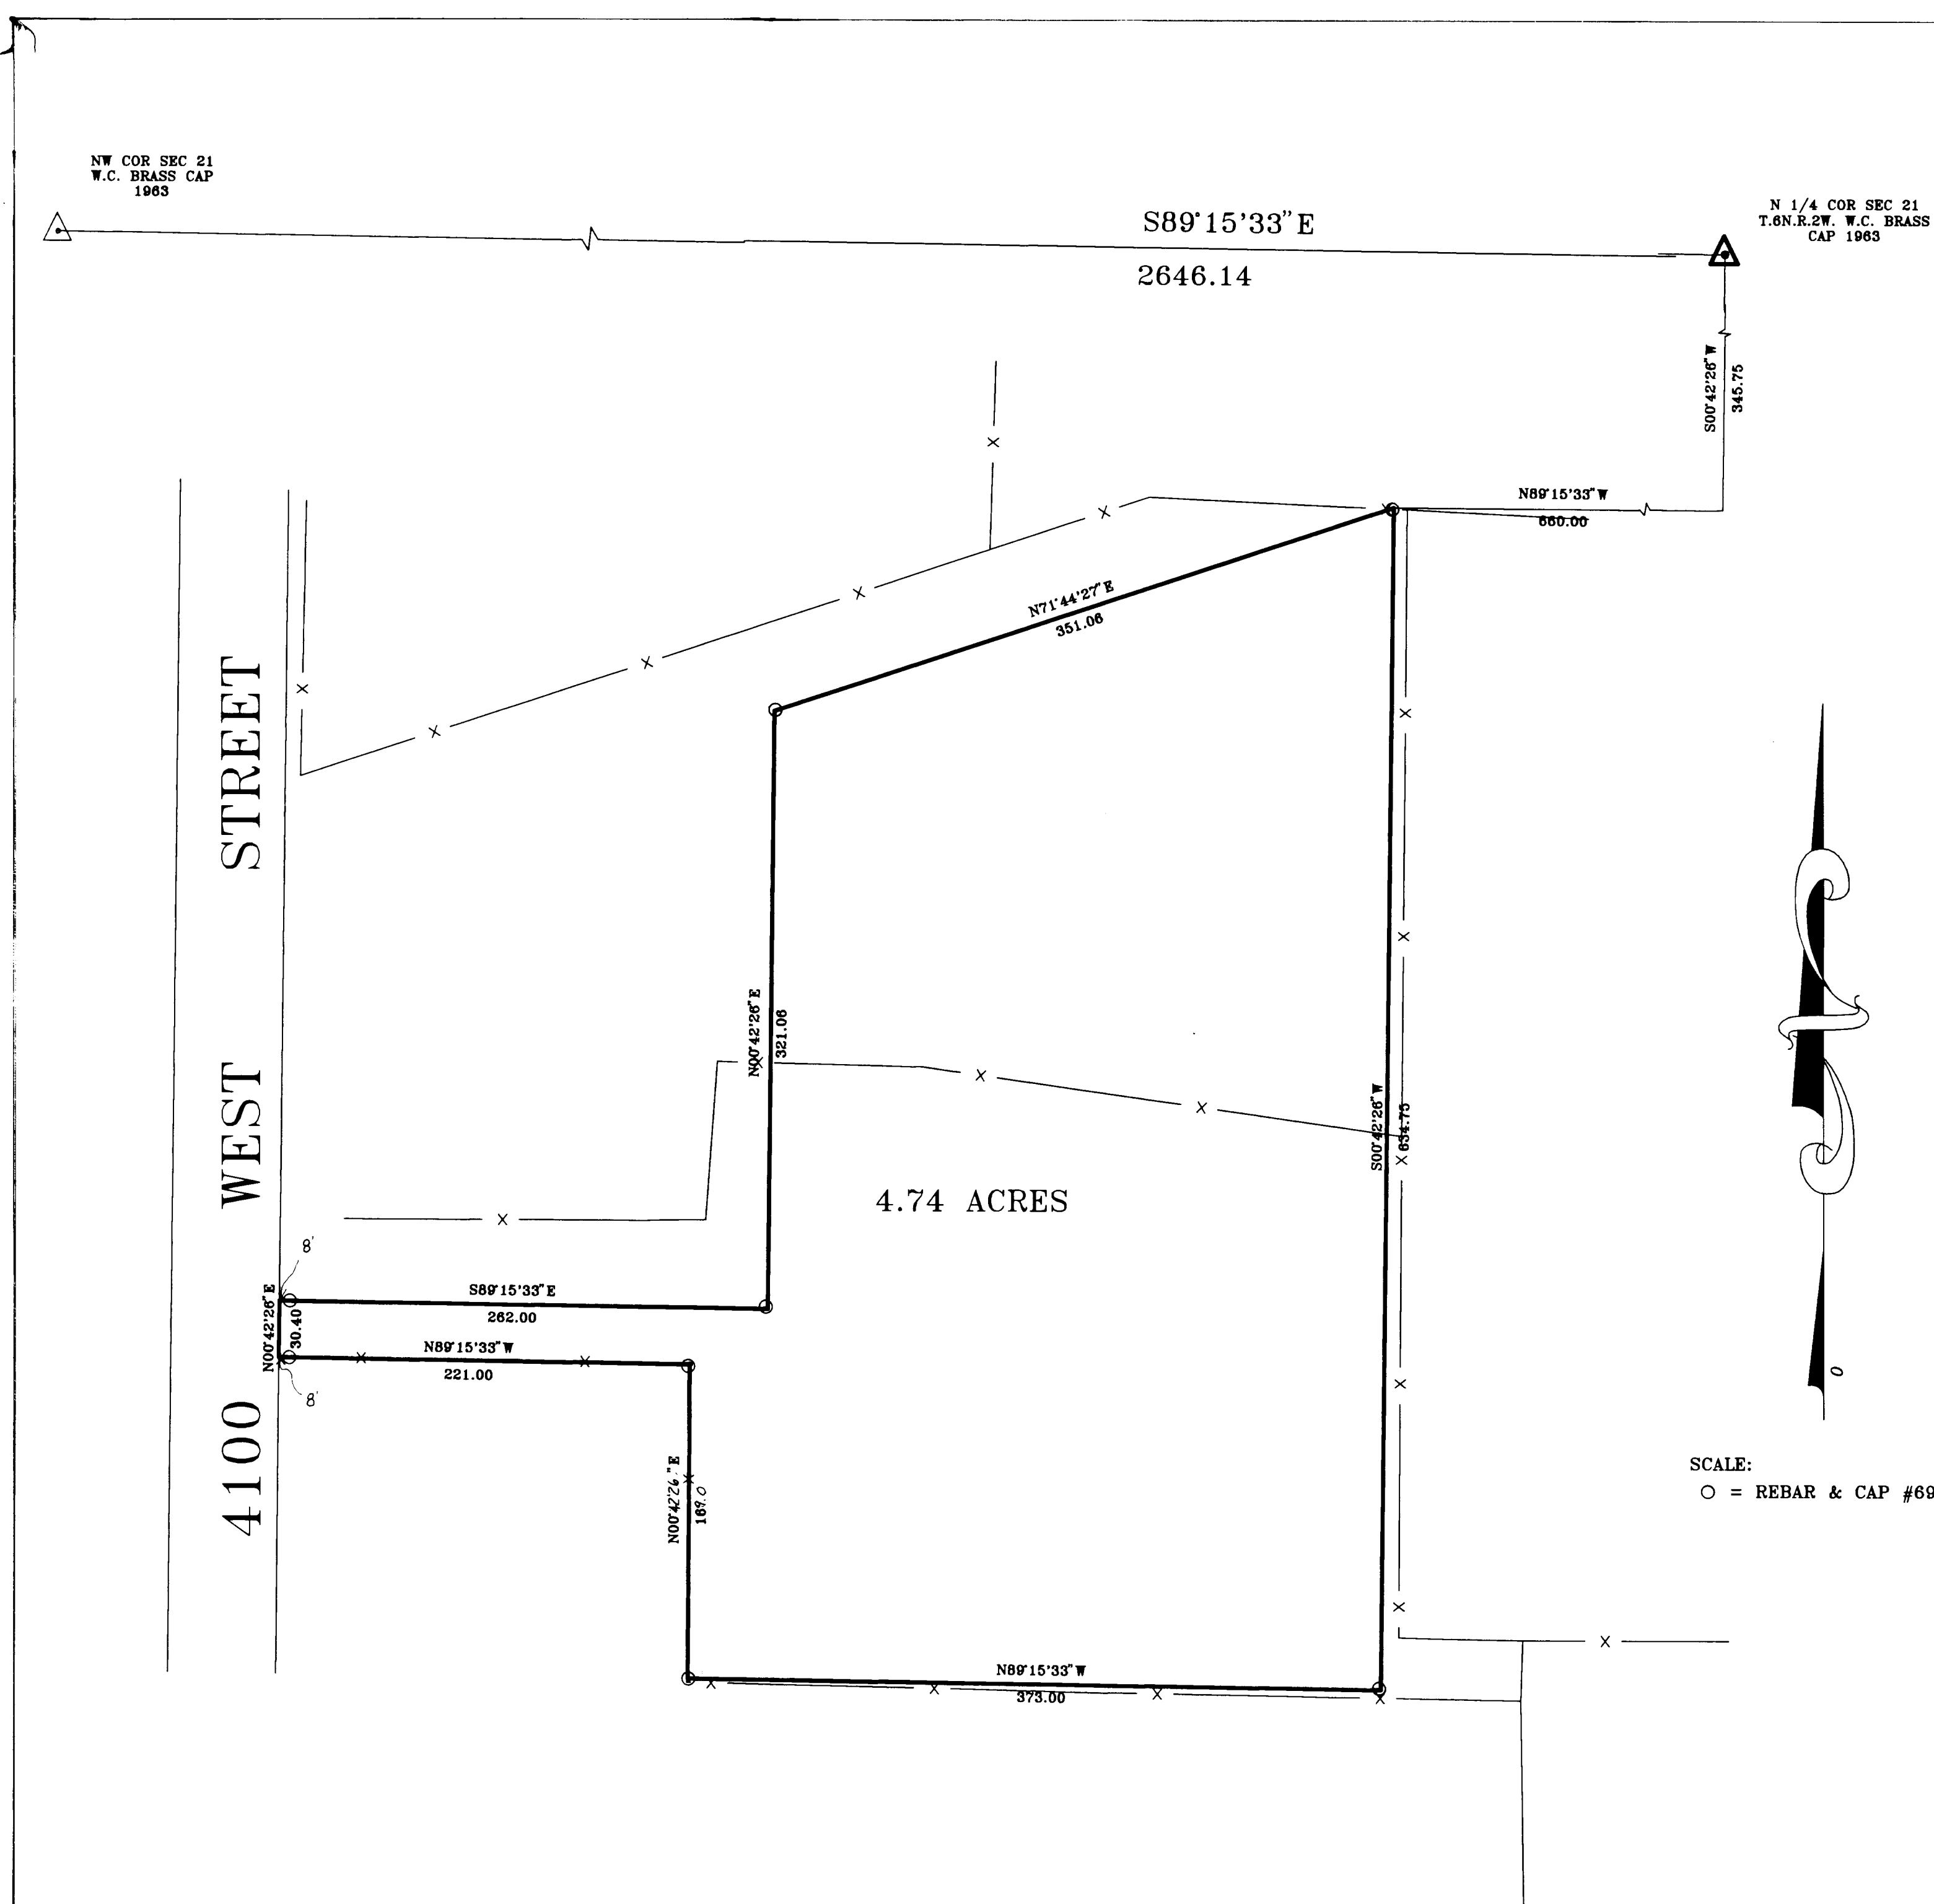 NW COR SEC 21
W.C. BRASS CAP
1963
S89°15'33"E
2646.14
N 1/4 COR SEC 21
T.6N.R.2W. W.C. BRASS
CAP 1963
S00°42'26"W
345.75
N89°15'33"W
660.00
N71°44'27"E
351.06
N00°42'26"E
321.06
S00°42'26"W
634.75
4.74 ACRES
4100 WEST STREET
8'
S89°15'33"E
262.00
N00°42'26"E
30.40
N89°15'33"W
221.00
8'
N00°42'26."E
169.0
N89°15'33"W
373.00
SCALE:
O = REBAR & CAP #69